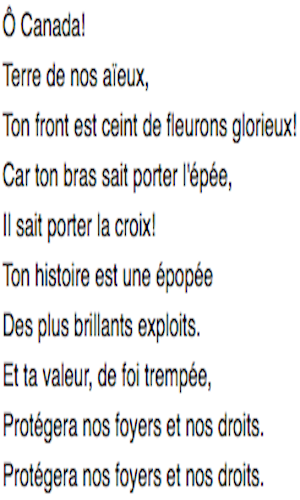 Ô Canada!
Terre de nos aïeux,
Ton front est ceint de fleurons glorieux!
Car ton bras sait porter l'épée,
Il sait porter la croix!
Ton histoire est une épopée
Des plus brillants exploits.
Et ta valeur, de foi trempée,
Protégera nos foyers et nos droits.
Protégera nos foyers et nos droits.